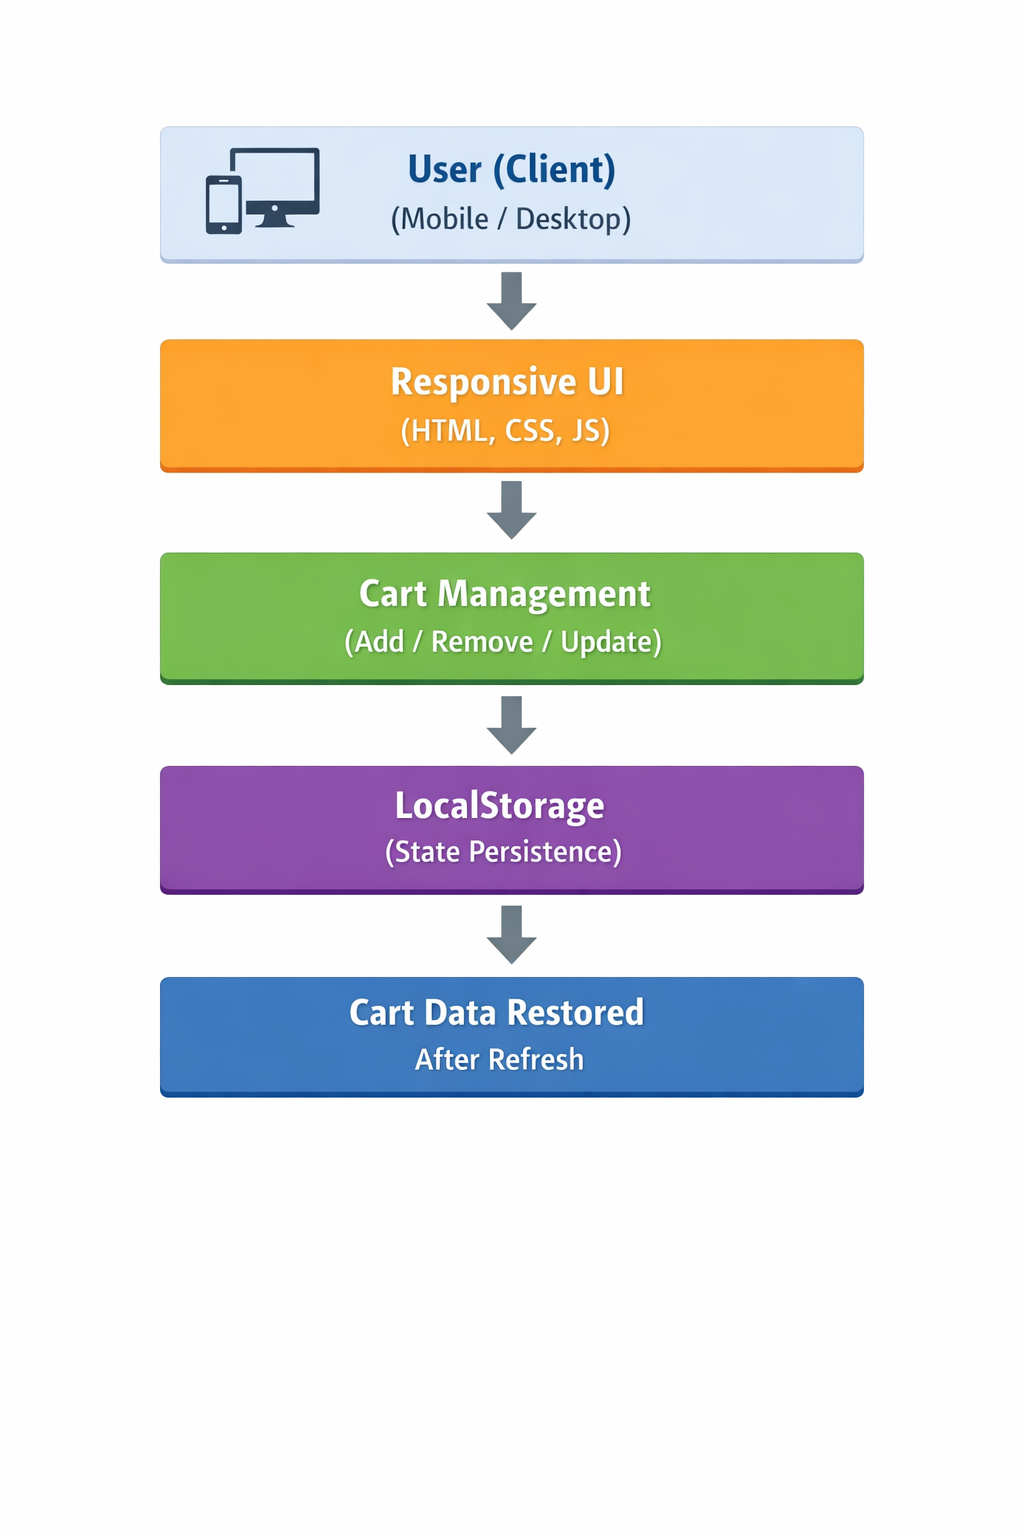 User (Client)
(Mobile / Desktop)
Responsive UI
(HTML, CSS, JS)
Cart Management
(Add / Remove / Update)
LocalStorage
(State Persistence)
Cart Data Restored
After Refresh